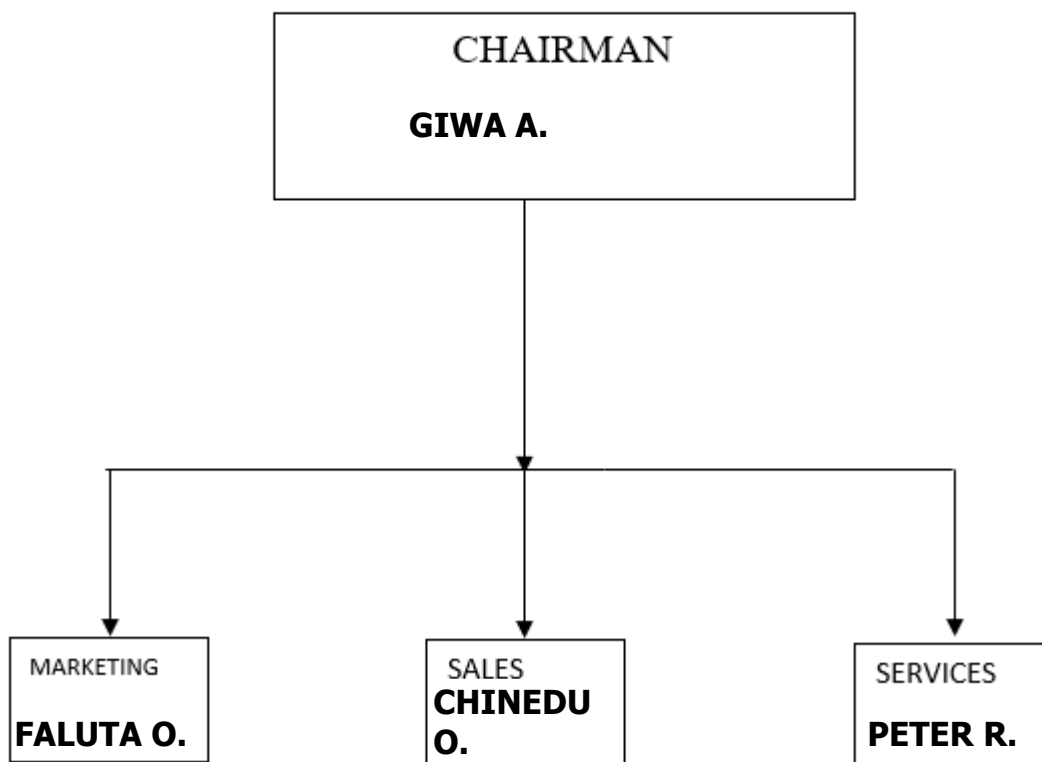 CHAIRMAN
GIWA A.
MARKETING
FALUTA O.
SALES
CHINEDU
O.
SERVICES
PETER R.